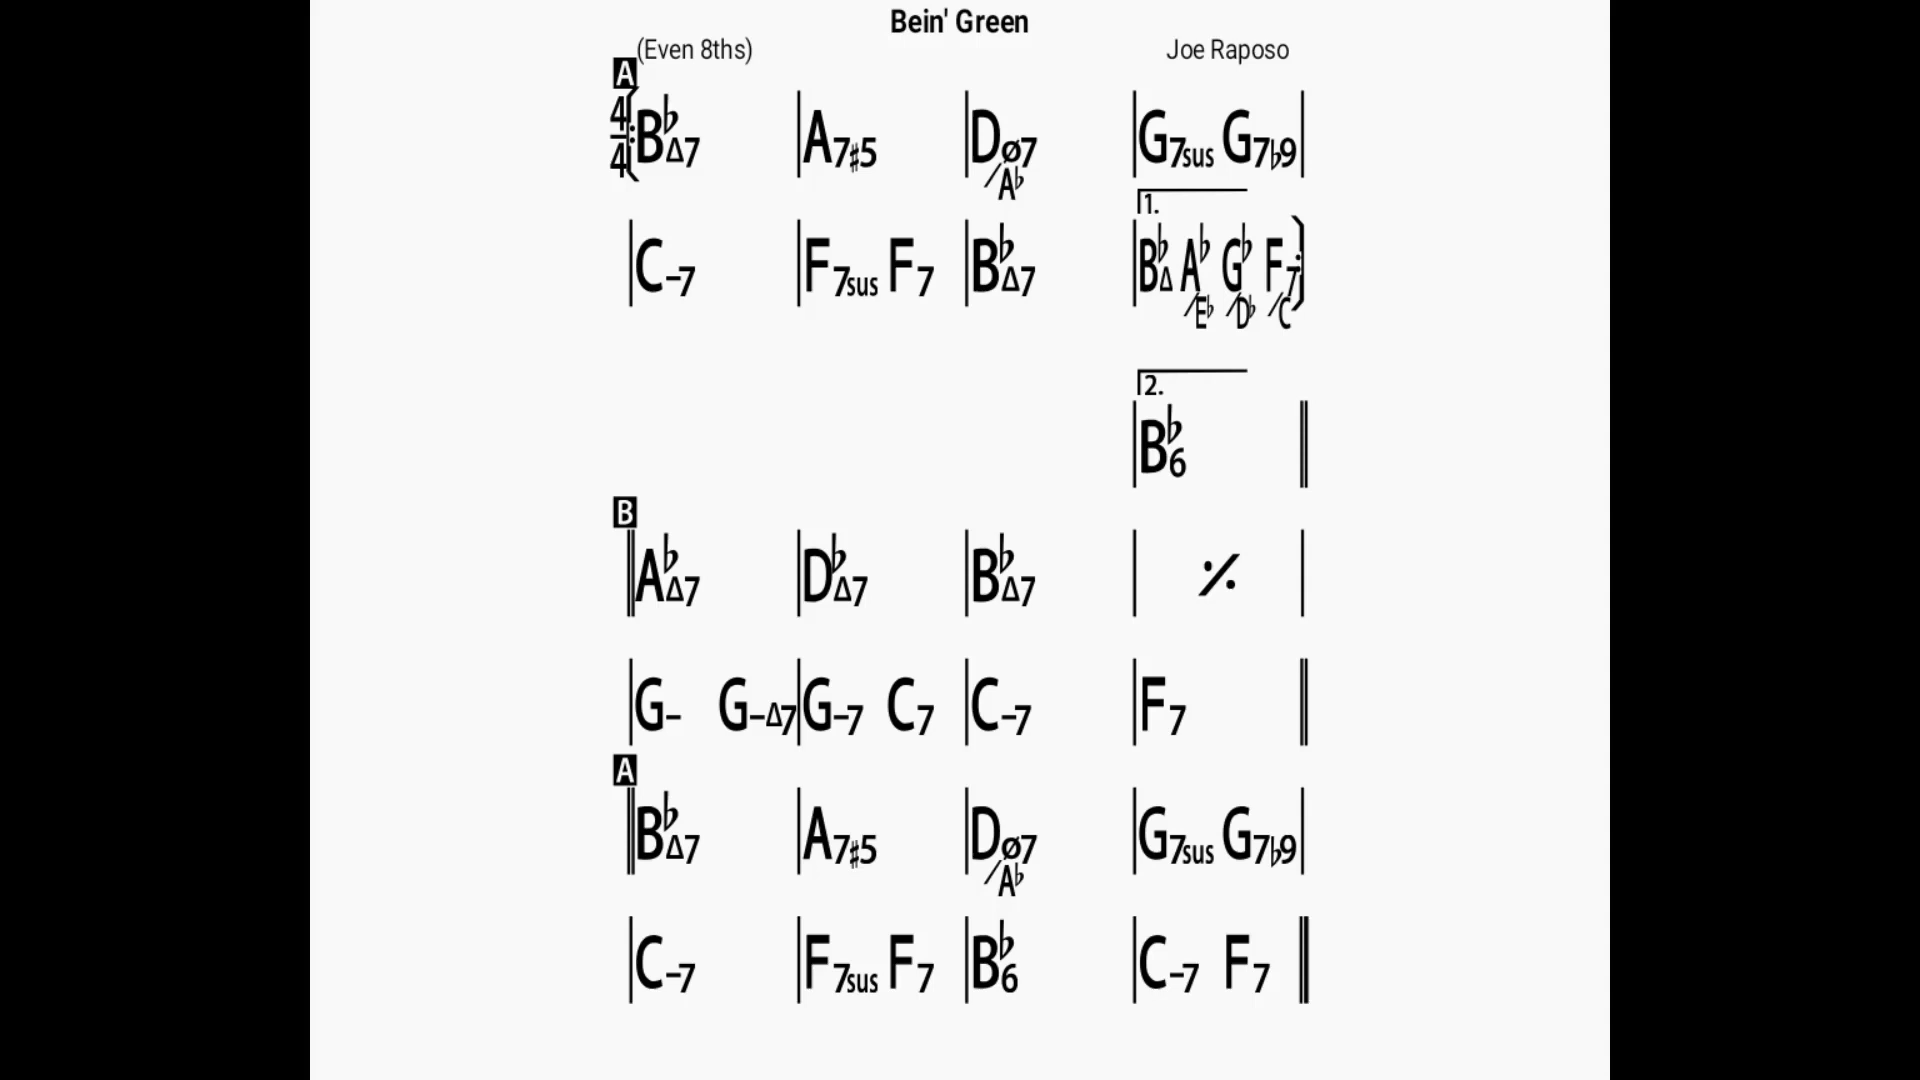 Bein' Green
(Even 8ths) Joe Raposo
A
4/4 B♭Δ7 A7♯5 Dø7/A♭ G7sus G7♭9
1.
C-7 F7sus F7 B♭Δ7 B♭Δ A♭/E♭ G♭/D♭ F7/C
2.
B♭6
B
A♭Δ7 D♭Δ7 B♭Δ7 𝄎
G- G-Δ7 G-7 C7 C-7 F7
A
B♭Δ7 A7♯5 Dø7/A♭ G7sus G7♭9
C-7 F7sus F7 B♭6 C-7 F7